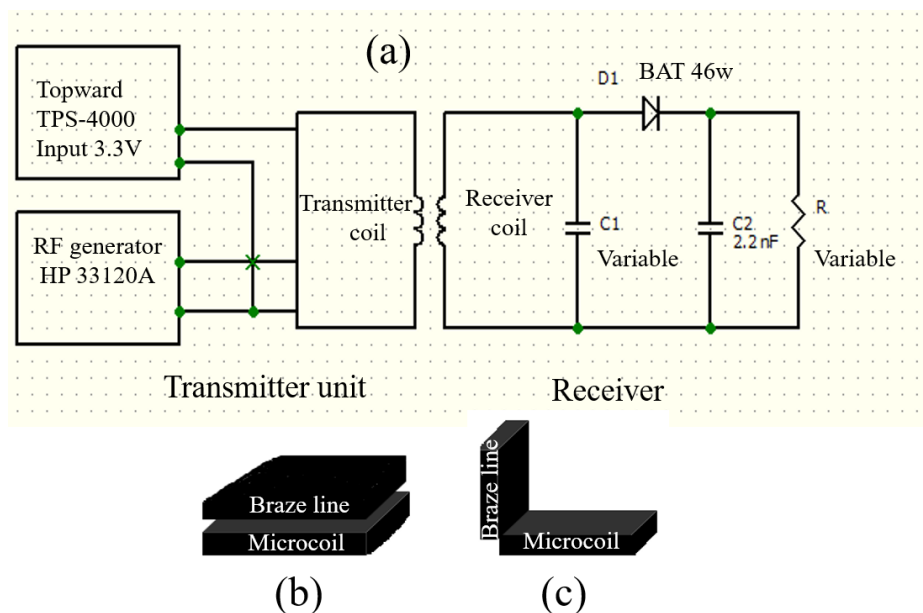 (a)
Topward
TPS-4000
Input 3.3V
RF generator
HP 33120A
Transmitter
coil
Receiver
coil
D1
BAT 46w
C1
Variable
C2
2.2 nF
R
Variable
Transmitter unit
Receiver
Braze line
Microcoil
(b)
Braze line
Microcoil
(c)